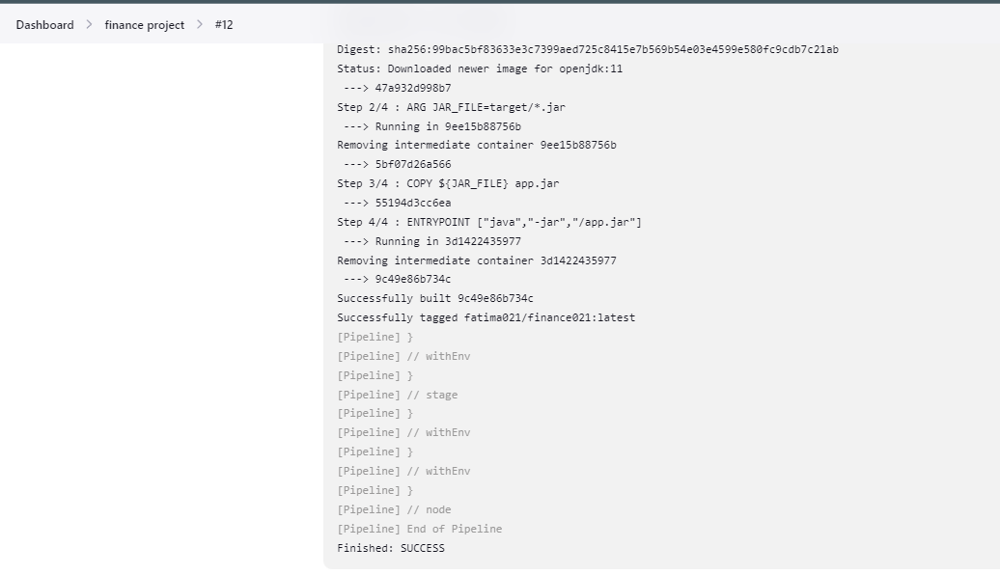 Dashboard > finance project > #12
Digest: sha256:99bac5bf83633e3c7399aed725c8415e7b569b54e03e4599e580fc9cdb7c21ab
Status: Downloaded newer image for openjdk:11
---> 47a932d998b7
Step 2/4 : ARG JAR_FILE=target/*.jar
---> Running in 9ee15b88756b
Removing intermediate container 9ee15b88756b
---> 5bf07d26a566
Step 3/4 : COPY ${JAR_FILE} app.jar
---> 55194d3cc6ea
Step 4/4 : ENTRYPOINT ["java","-jar","/app.jar"]
---> Running in 3d1422435977
Removing intermediate container 3d1422435977
---> 9c49e86b734c
Successfully built 9c49e86b734c
Successfully tagged fatima021/finance021:latest
[Pipeline] }
[Pipeline] // withEnv
[Pipeline] }
[Pipeline] // stage
[Pipeline] }
[Pipeline] // withEnv
[Pipeline] }
[Pipeline] // withEnv
[Pipeline] }
[Pipeline] // node
[Pipeline] End of Pipeline
Finished: SUCCESS